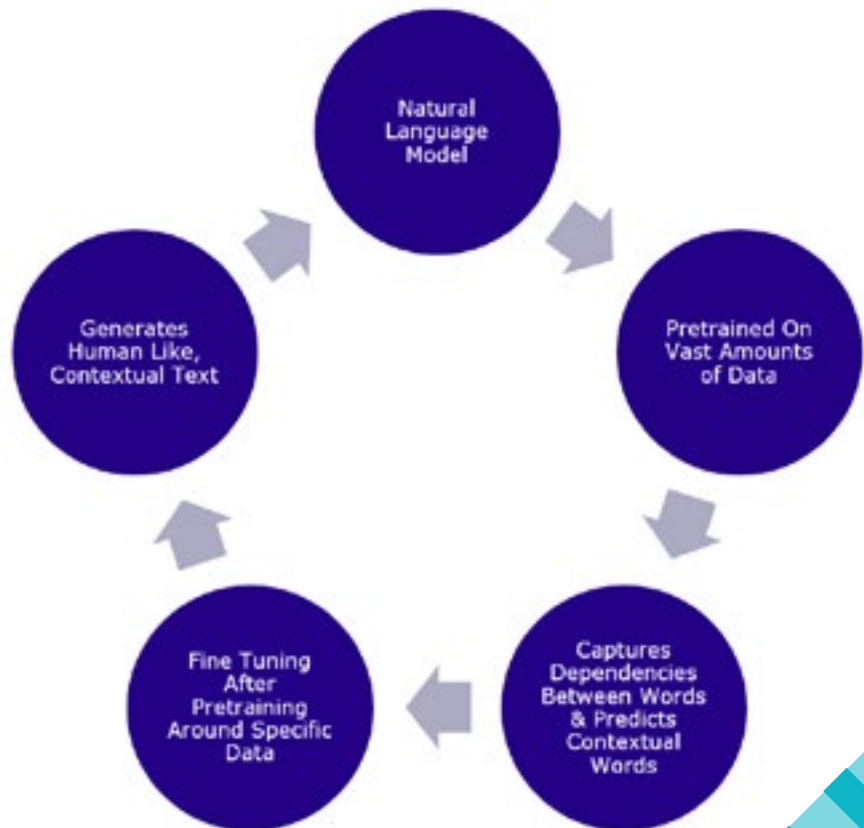 Natural
Language
Model
Pretrained On
Vast Amounts
of Data
Captures
Dependencies
Between Words
& Predicts
Contextual
Words
Fine Tuning
After
Pretraining
Around Specific
Data
Generates
Human Like,
Contextual Text